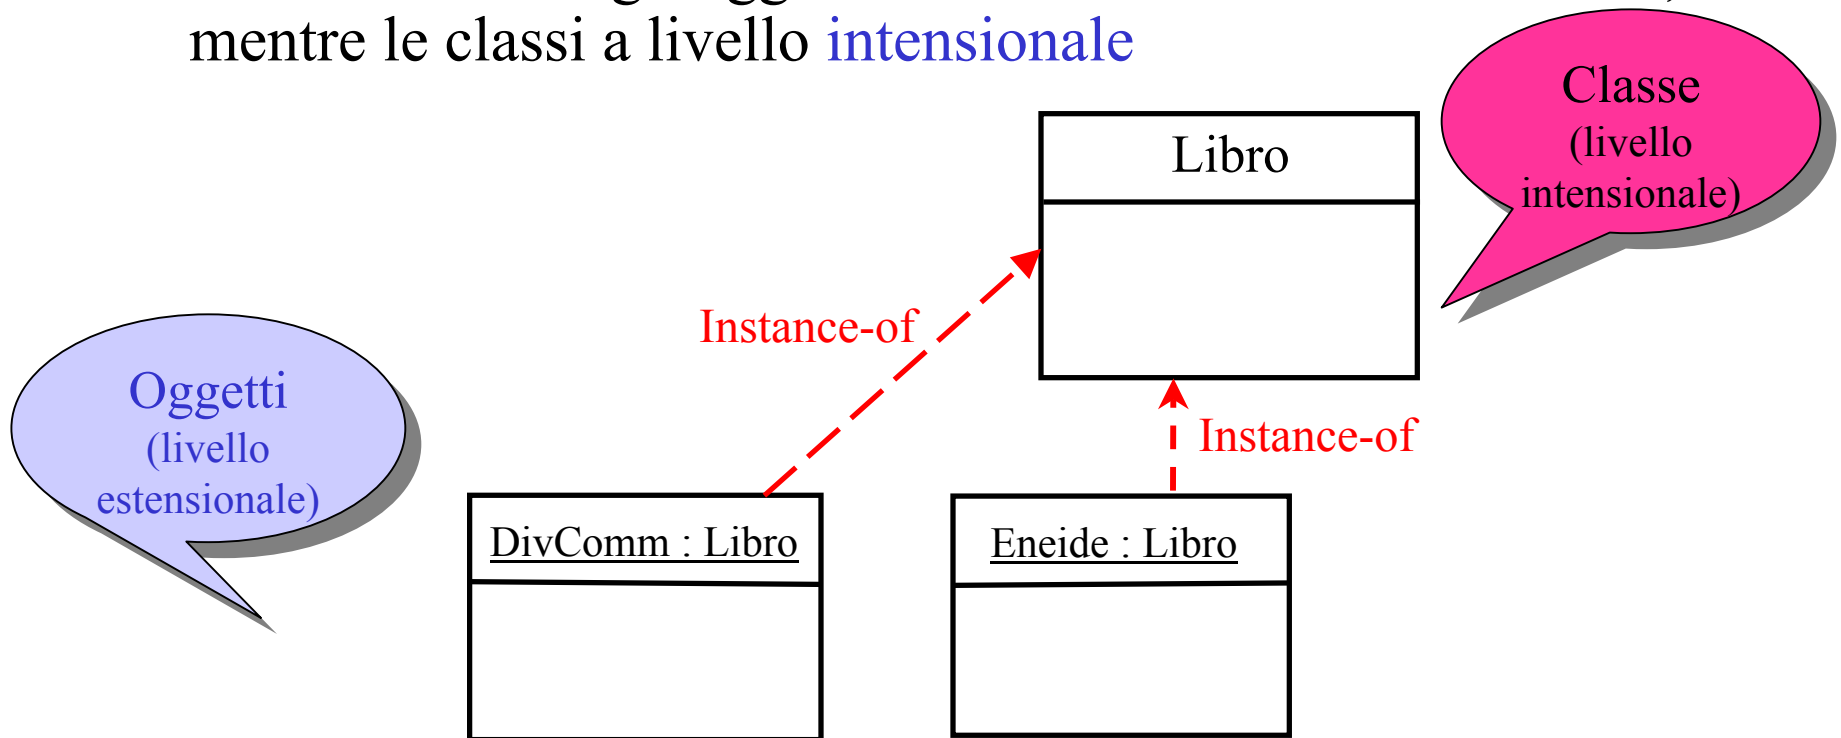 mentre le classi a livello intensionale
Classe
(livello
intensionale)
Libro
Instance-of
Oggetti
(livello
estensionale)
Instance-of
DivComm : Libro
Eneide : Libro